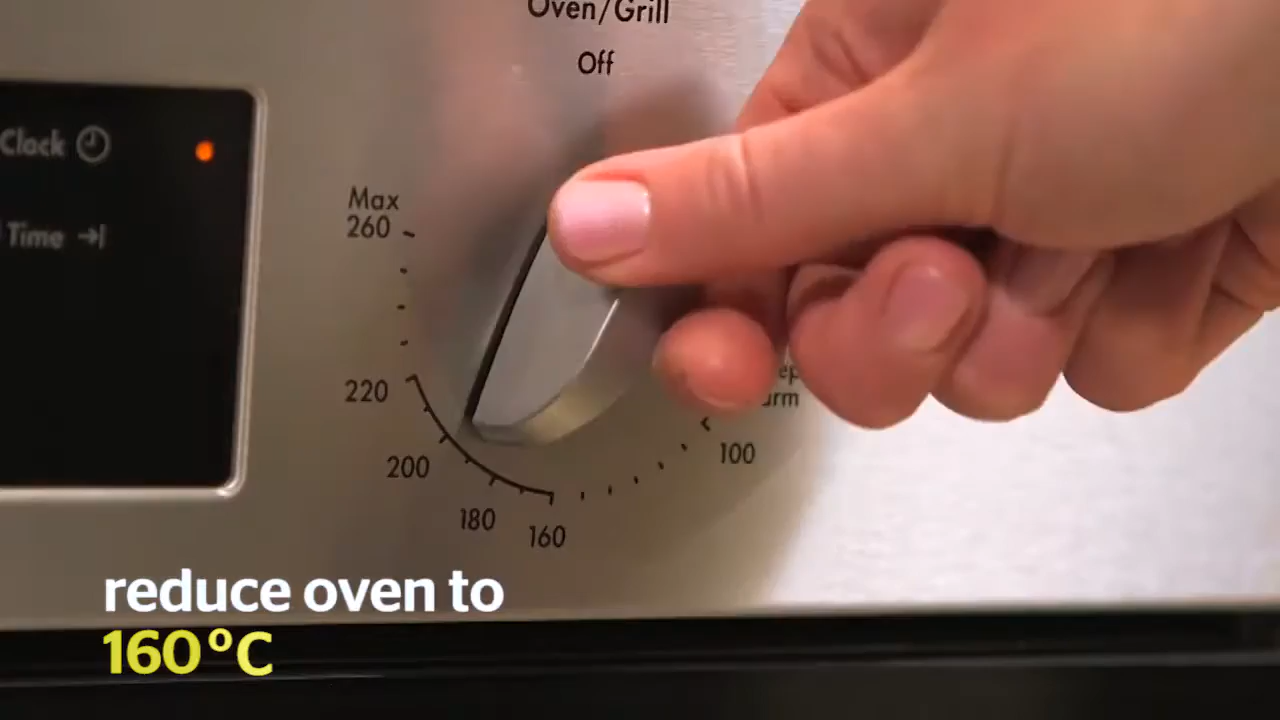 Oven/Grill
Off
Clock
Time
Max
260
220
200
180
160
100
reduce oven to
160°C